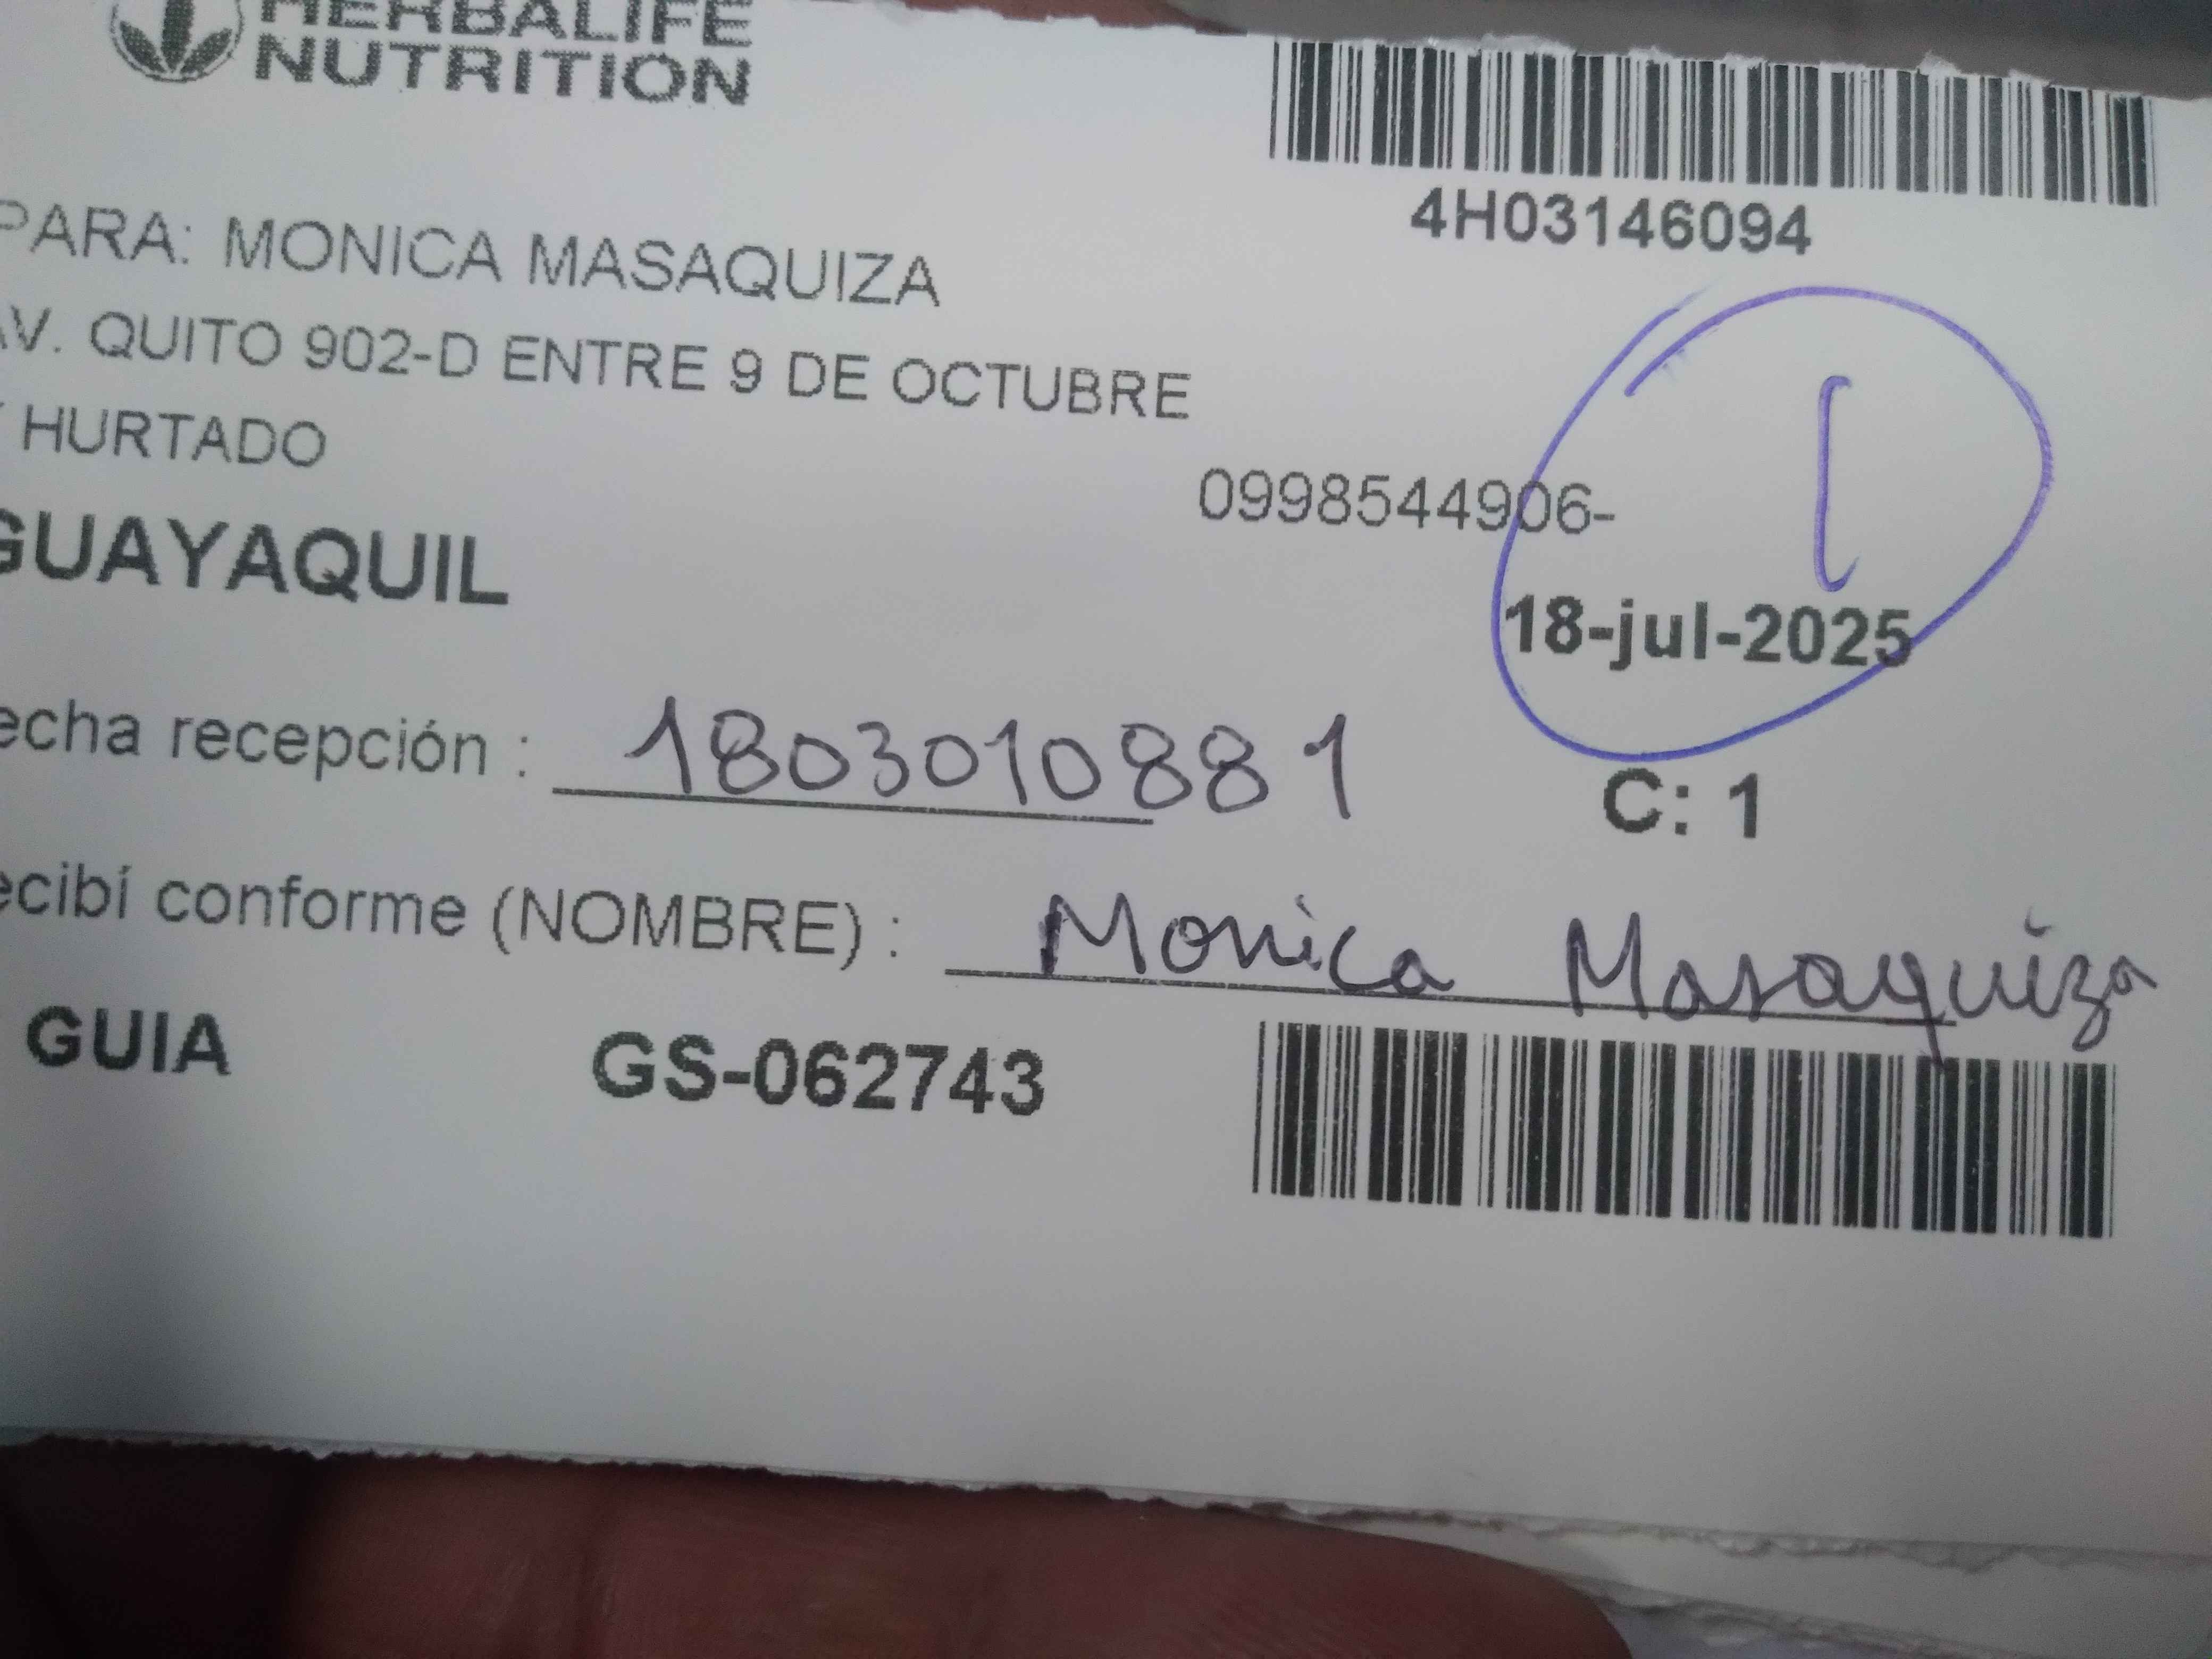 HERBALIFE
NUTRITION
4H03146094
PARA: MONICA MASAQUIZA
AV. QUITO 902-D ENTRE 9 DE OCTUBRE
Y HURTADO
0998544906-
1
GUAYAQUIL
18-jul-2025
echa recepción : 1803010881
C: 1
ecibí conforme (NOMBRE) : Monica Masaquiza
GUIA GS-062743